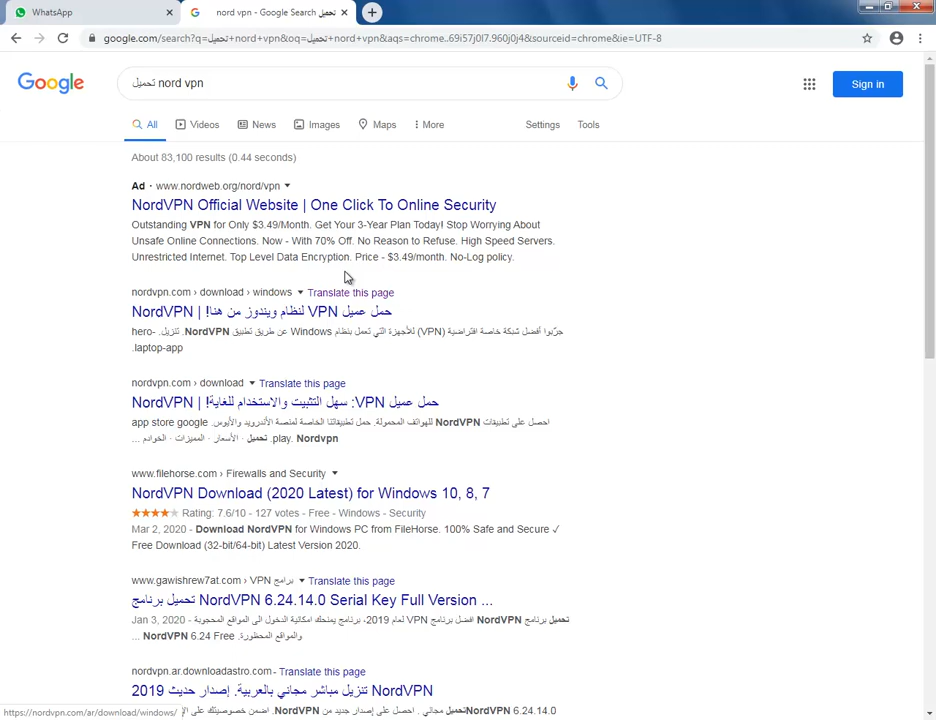 WhatsApp
nord vpn - Google Search تحميل
google.com/search?q=تحميل+nord+vpn&oq=تحميل+nord+vpn&aqs=chrome..69i57j0l7.960j0j4&sourceid=chrome&ie=UTF-8
Google
تحميل nord vpn
Sign in
All
Videos
News
Images
Maps
More
Settings
Tools
About 83,100 results (0.44 seconds)
Ad · www.nordweb.org/nord/vpn
NordVPN Official Website | One Click To Online Security
Outstanding VPN for Only $3.49/Month. Get Your 3-Year Plan Today! Stop Worrying About
Unsafe Online Connections. Now - With 70% Off. No Reason to Refuse. High Speed Servers.
Unrestricted Internet. Top Level Data Encryption. Price - $3.49/month. No-Log policy.
nordvpn.com › download › windows Translate this page
حمل عميل VPN لنظام ويندوز من هنا! | NordVPN
جرّبوا أفضل شبكة خاصة افتراضية (VPN) للأجهزة التي تعمل بنظام Windows عن طريق تطبيق NordVPN. تنزيل. hero-
laptop-app.
nordvpn.com › download Translate this page
حمل عميل VPN: سهل التثبيت والاستخدام للغاية! | NordVPN
احصل على تطبيقات NordVPN للهواتف المحمولة. حمل تطبيقاتنا الخاصة لمنصة الأندرويد والأيوس. app store google
play. Nordvpn. تحميل · الأسعار · المميزات · الخوادم ...
www.filehorse.com › Firewalls and Security
NordVPN Download (2020 Latest) for Windows 10, 8, 7
Rating: 7.6/10 - 127 votes - Free - Windows - Security
Mar 2, 2020 - Download NordVPN for Windows PC from FileHorse. 100% Safe and Secure ✓
Free Download (32-bit/64-bit) Latest Version 2020.
www.gawishrew7at.com › برامج VPN Translate this page
تحميل برنامج NordVPN 6.24.14.0 Serial Key Full Version ...
Jan 3, 2020 - تحميل برنامج NordVPN افضل برنامج VPN لعام 2019، برنامج يمنحك امكانية الدخول الى المواقع المحجوبة
والمواقع المحظورة. NordVPN 6.24 Free ...
nordvpn.ar.downloadastro.com Translate this page
NordVPN تنزيل مباشر مجاني بالعربية. إصدار حديث 2019
NordVPN 6.24.14.0 تحميل مجاني . احصل على إصدار جديد من NordVPN. اضمن خصوصيتك على
https://nordvpn.com/ar/download/windows/